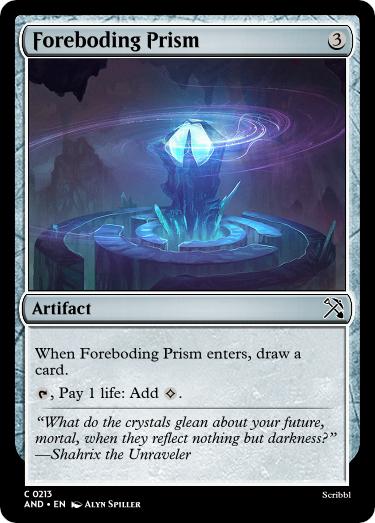 Foreboding Prism 3
Artifact
When Foreboding Prism enters, draw a
card.
, Pay 1 life: Add .
“What do the crystals glean about your future,
mortal, when they reflect nothing but darkness?”
—Shahrix the Unraveler
C 0213
Scribbl
AND • EN Alyn Spiller